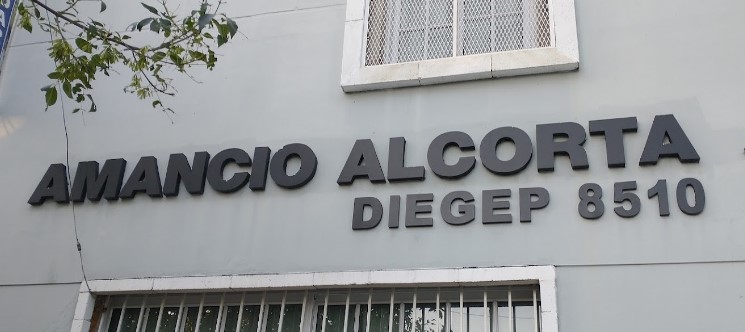 AMANCIO ALCORTA
DIEGEP 8510